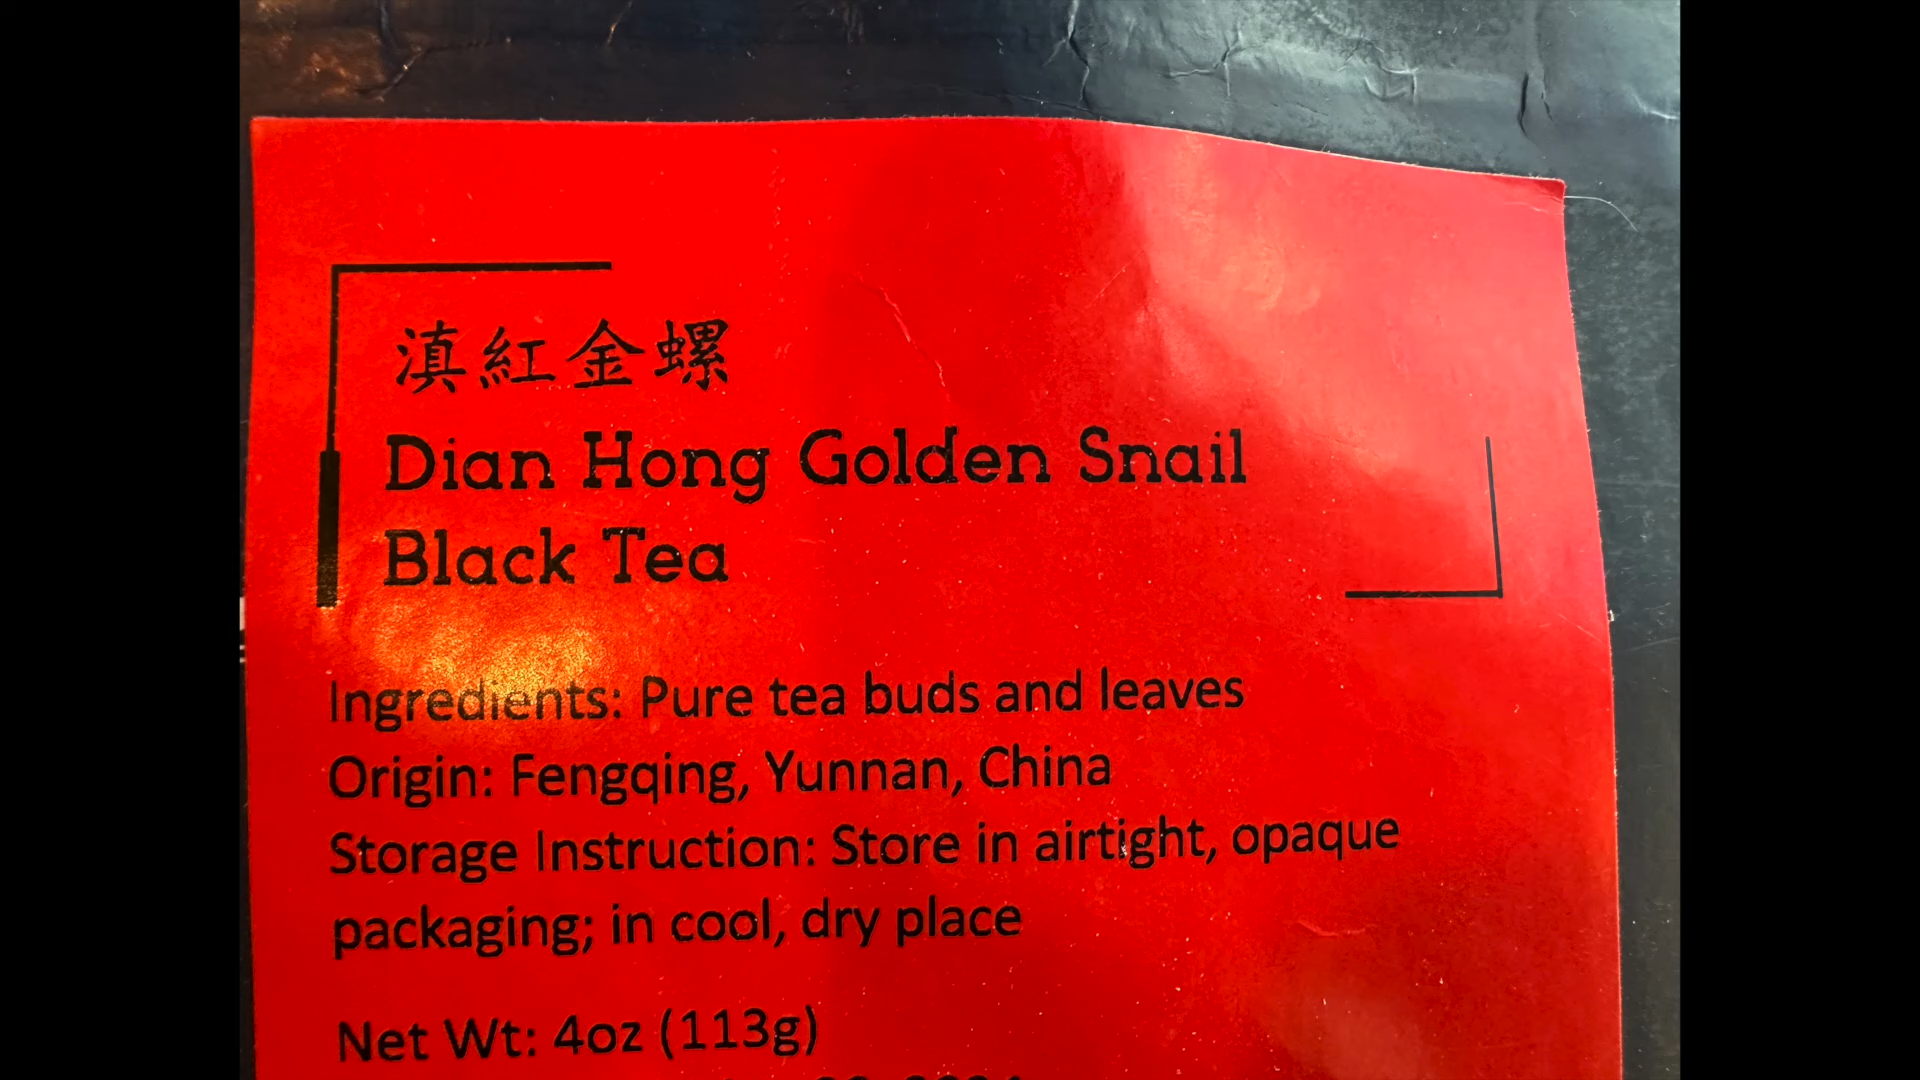 滇紅金螺
Dian Hong Golden Snail
Black Tea
Ingredients: Pure tea buds and leaves
Origin: Fengqing, Yunnan, China
Storage Instruction: Store in airtight, opaque
packaging; in cool, dry place
Net Wt: 4oz (113g)